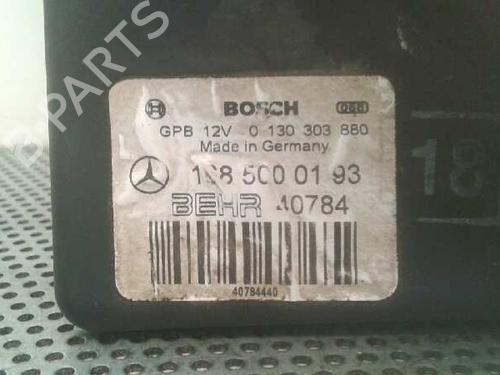 B PARTS
BOSCH
GPB 12V 0 130 303 880
Made in Germany
168 500 01 93
BEHR 40784
40784440
18